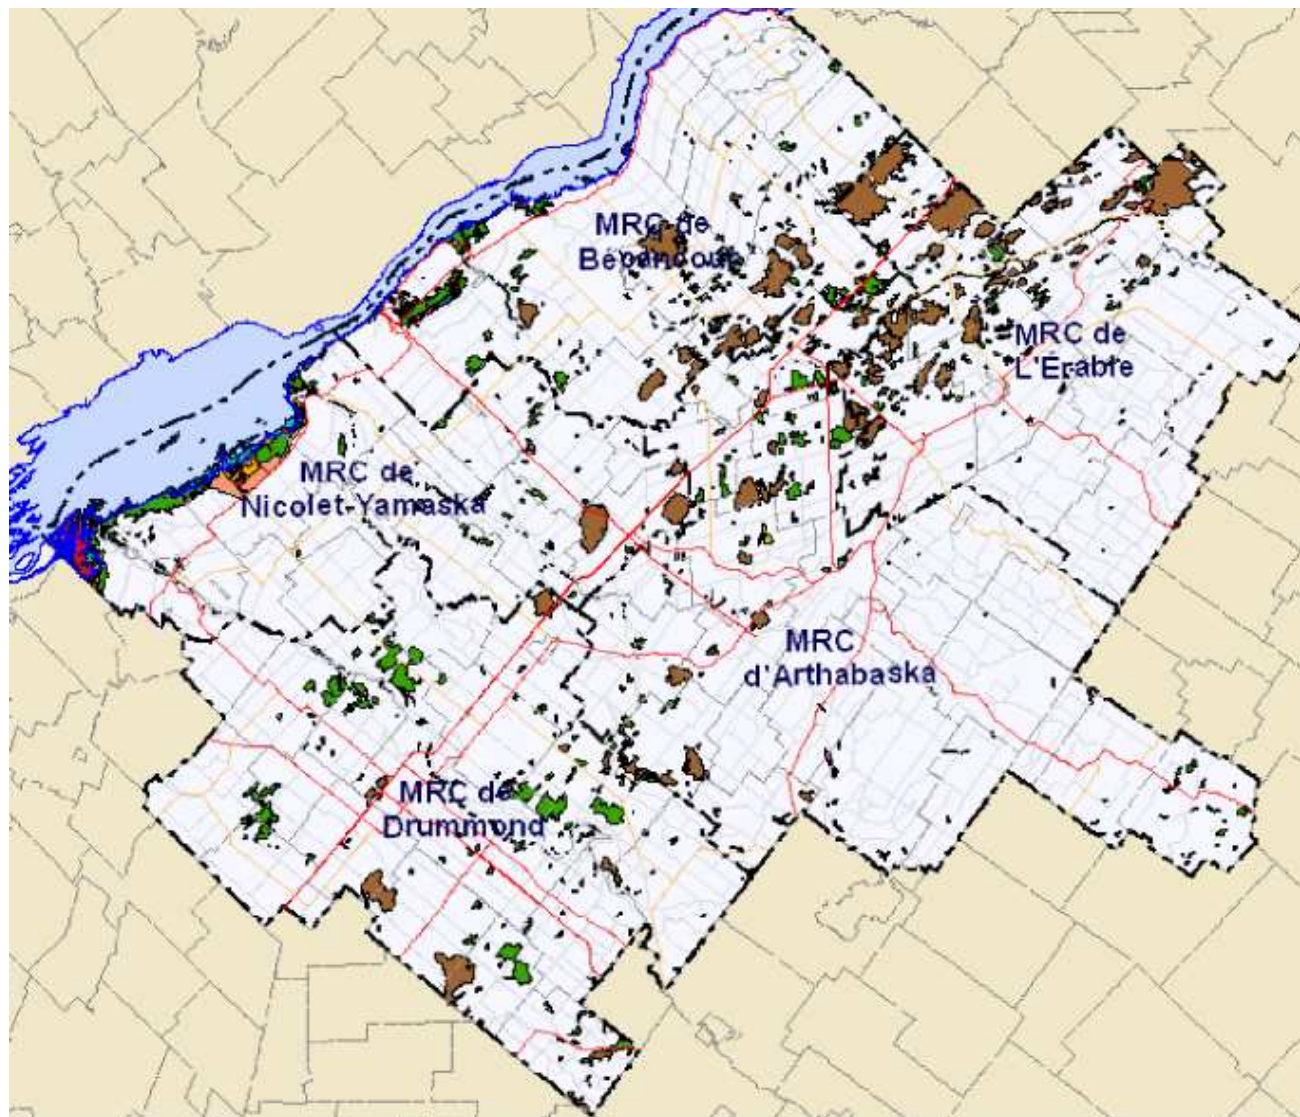 MRC de
Bécancour
MRC de
L'Érable
MRC de
Nicolet-Yamaska
MRC
d'Arthabaska
MRC de
Drummond